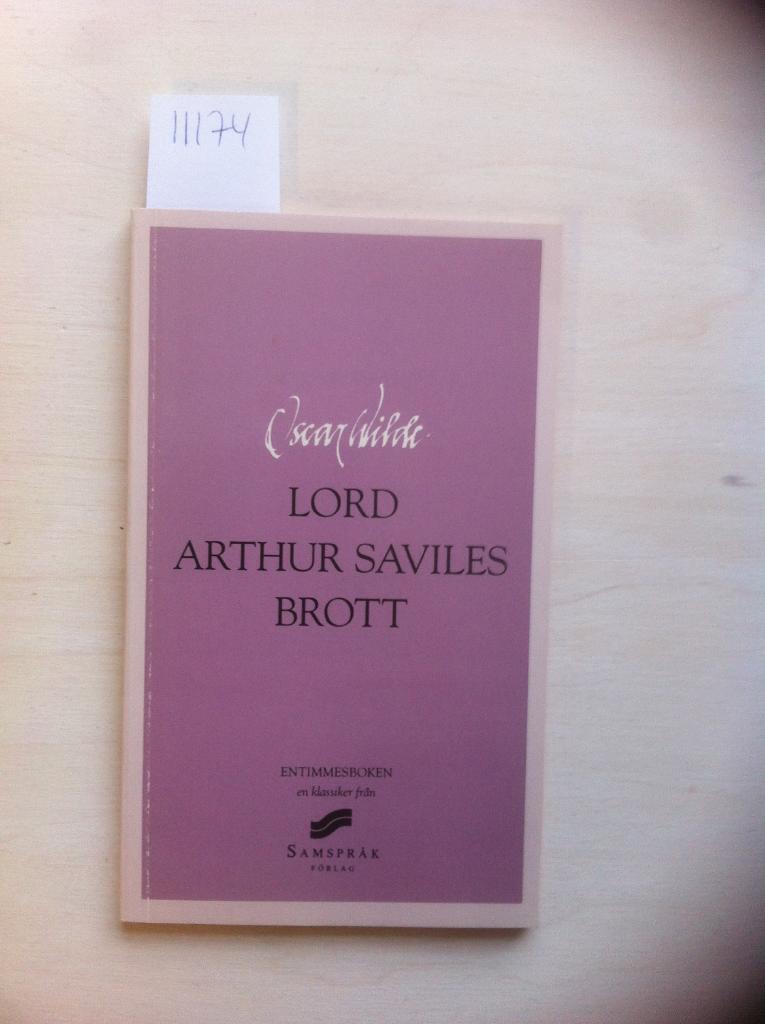 11174
Oscar Wilde
LORD
ARTHUR SAVILES
BROTT
ENTIMMESBOKEN
en klassiker från
SAMSPRÅK
FÖRLAG